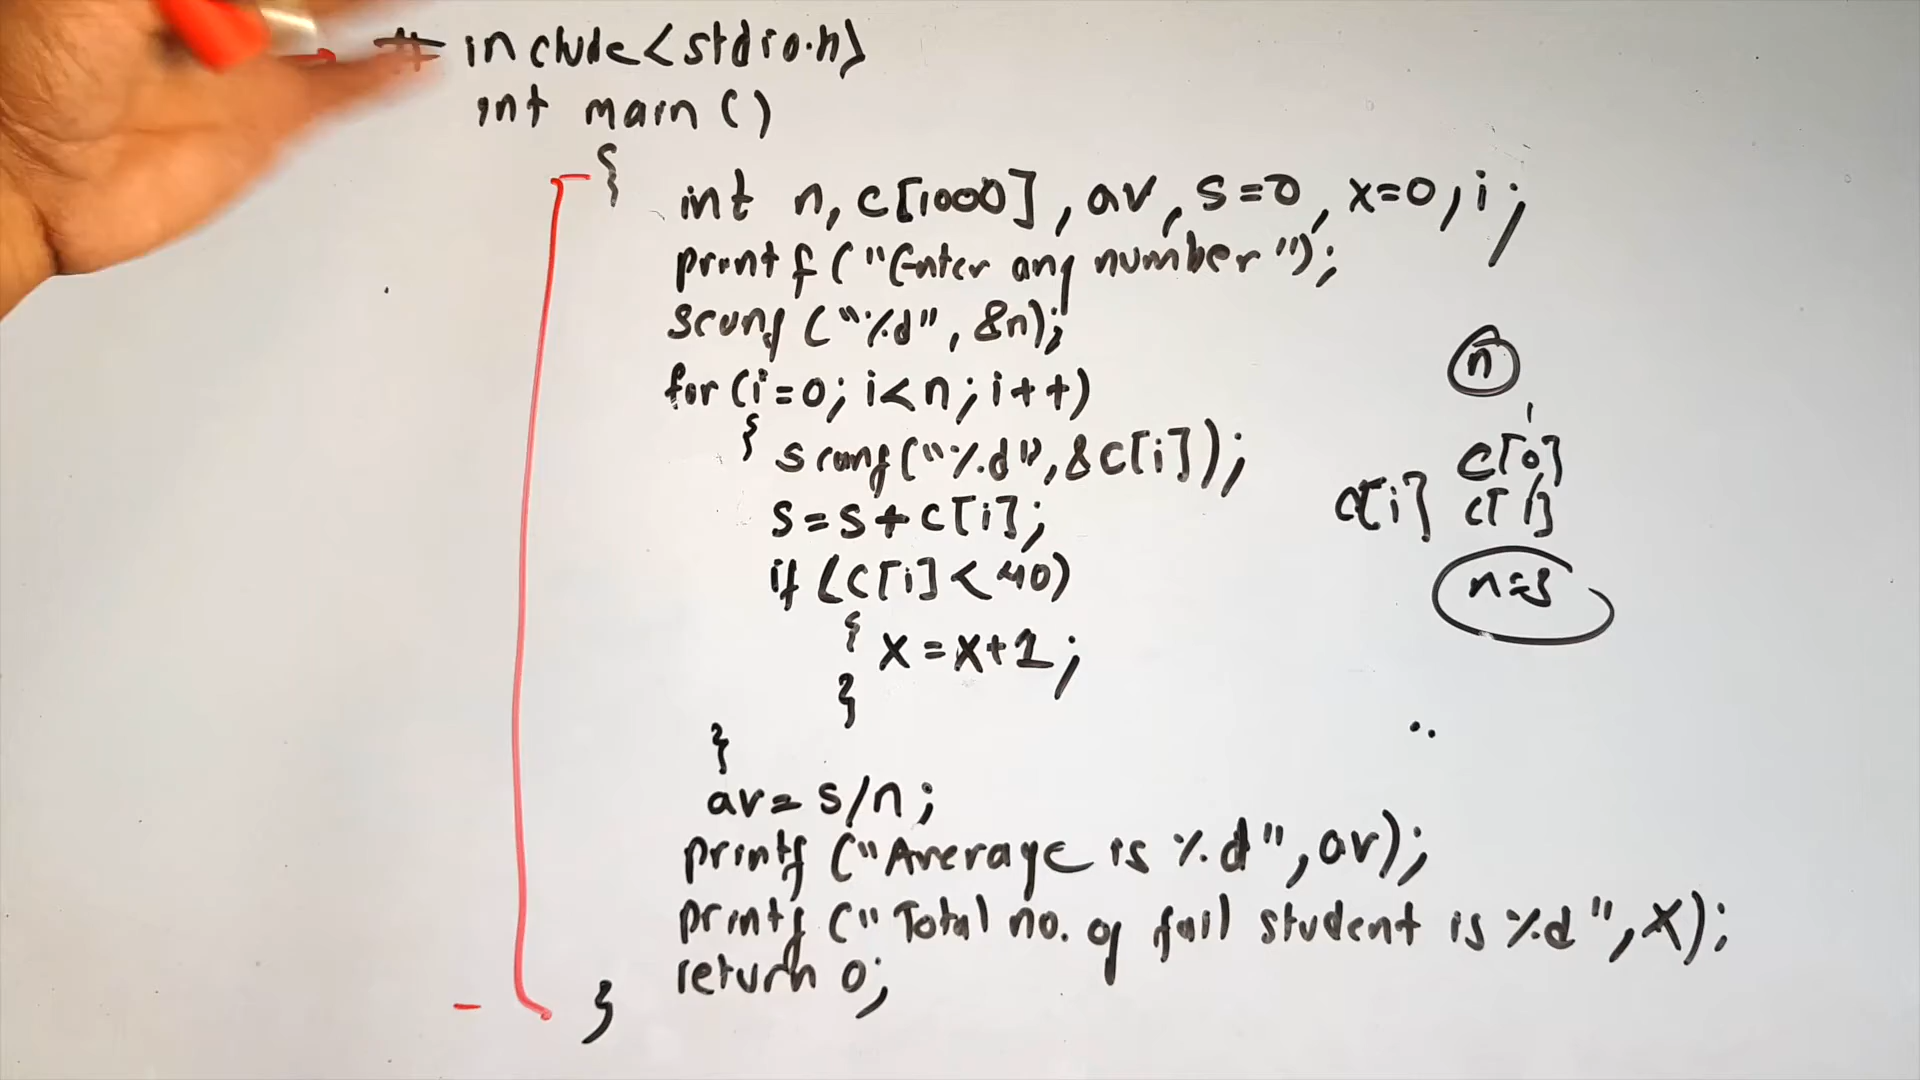 #include<stdio.h>
int main()
{
int n, c[1000], av, s=0, x=0, i;
printf("Enter any number");
scanf("%d", &n);
for(i=0; i<n; i++)
{ scanf("%d", &c[i]);
s=s+c[i];
if (c[i]<40)
{ x=x+1;
}
}
av=s/n;
printf("Average is %d", av);
printf("Total no. of fail student is %d", x);
return 0;
}
n
c[0]
c[i] c[1]